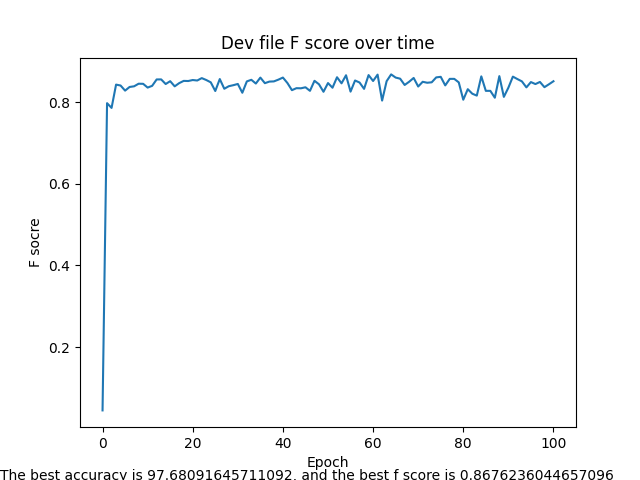 Dev file F score over time
0.8
0.6
0.4
0.2
F socre
0 20 40 60 80 100
Epoch
The best accuracy is 97.68091645711092, and the best f score is 0.8676236044657096